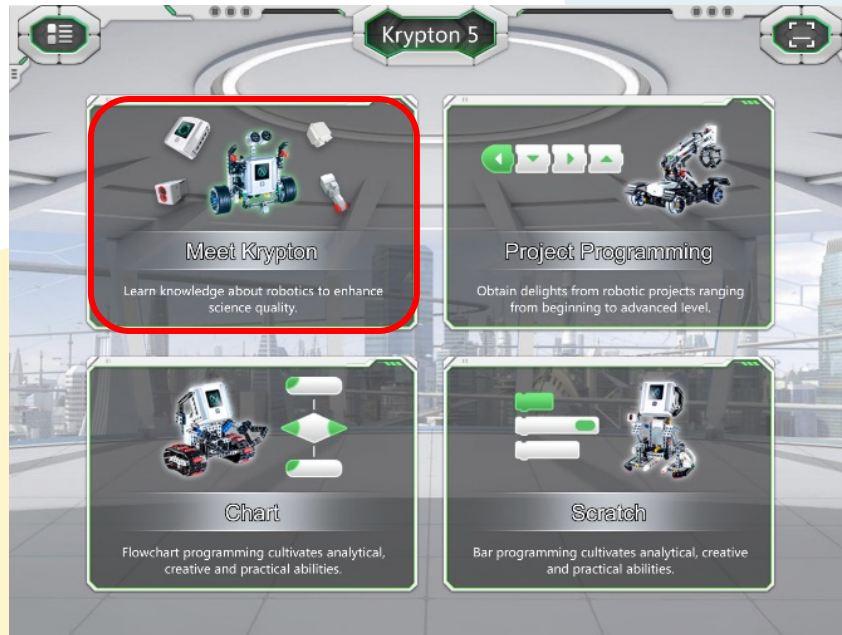 Krypton 5
Meet Krypton
Learn knowledge about robotics to enhance
science quality.
Project Programming
Obtain delights from robotic projects ranging
from beginning to advanced level.
Chart
Flowchart programming cultivates analytical,
creative and practical abilities.
Scratch
Bar programming cultivates analytical, creative
and practical abilities.